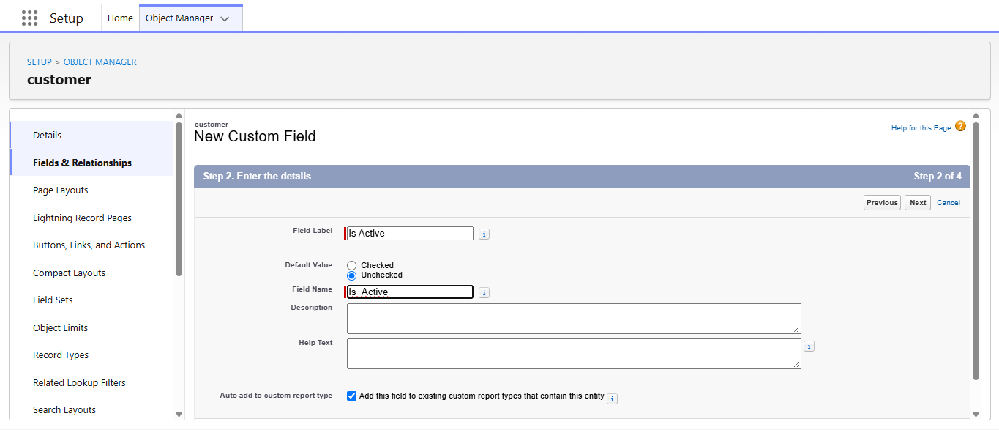 Setup Home Object Manager
SETUP > OBJECT MANAGER
customer
Details
Fields & Relationships
Page Layouts
Lightning Record Pages
Buttons, Links, and Actions
Compact Layouts
Field Sets
Object Limits
Record Types
Related Lookup Filters
Search Layouts
customer
New Custom Field
Help for this Page ?
Step 2. Enter the details Step 2 of 4
Previous Next Cancel
Field Label Is Active i
Default Value Checked
Unchecked
Field Name Is_Active i
Description
Help Text i
Auto add to custom report type Add this field to existing custom report types that contain this entity i